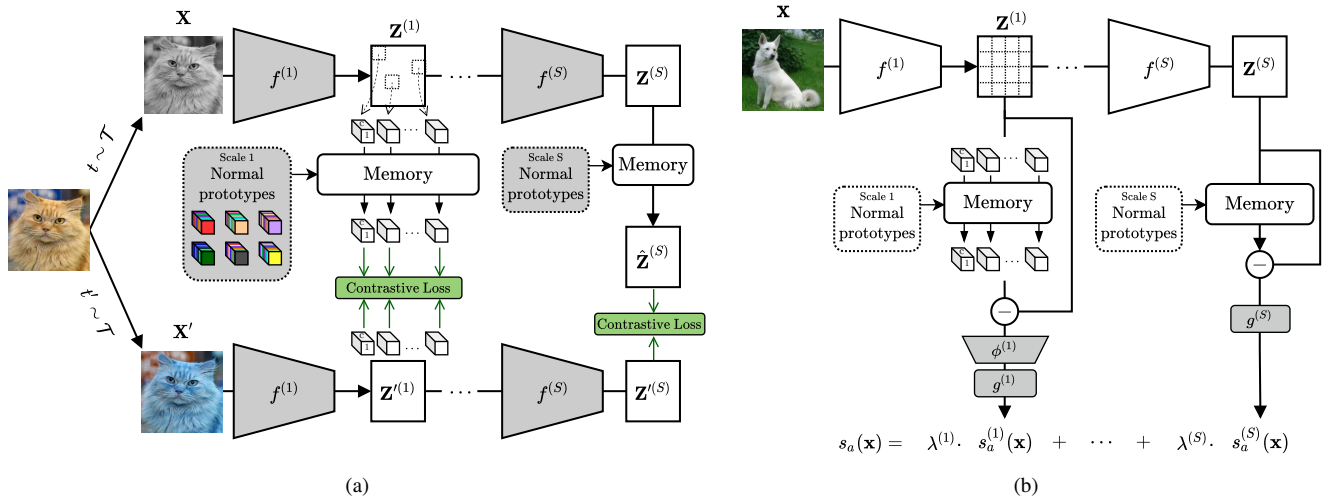 x
Z^(1)
f^(1)
...
f^(S)
Z^(S)
C
1
...
t ~ T
Scale 1
Normal
prototypes
Memory
Scale S
Normal
prototypes
Memory
C
1
...
Ẑ^(S)
Contrastive Loss
Contrastive Loss
t' ~ T
C
1
...
x'
f^(1)
Z'^(1)
...
f^(S)
Z'^(S)
(a)
x
Z^(1)
f^(1)
...
f^(S)
Z^(S)
C
1
...
Scale 1
Normal
prototypes
Memory
Scale S
Normal
prototypes
Memory
C
1
...
−
−
ϕ^(1)
g^(1)
g^(S)
s_a(x) = λ^(1) · s_a^(1)(x) + ··· + λ^(S) · s_a^(S)(x)
(b)